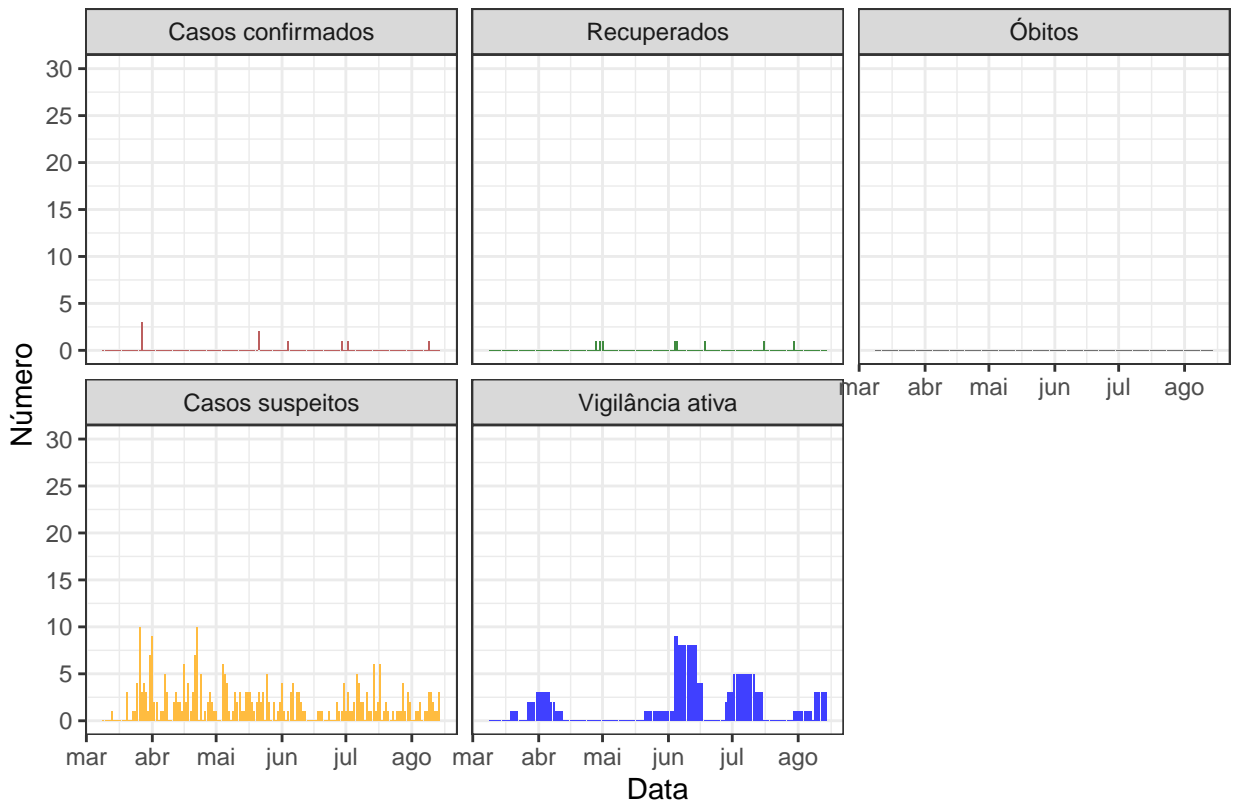 Casos confirmados
Recuperados
Óbitos
30
25
20
15
10
5
0
mar abr mai jun jul ago
Casos suspeitos
Vigilância ativa
30
25
20
15
10
5
0
mar abr mai jun jul ago
mar abr mai jun jul ago
Número
Data